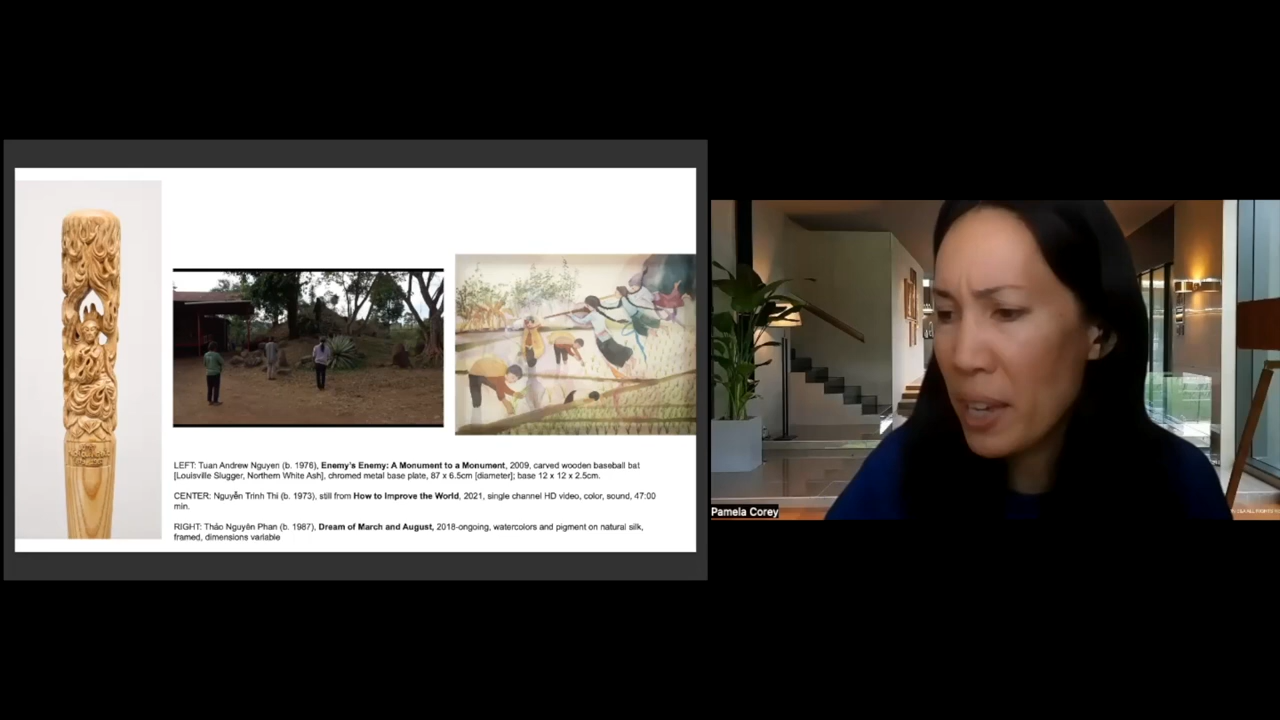 LEFT: Tuan Andrew Nguyen (b. 1976), Enemy's Enemy: A Monument to a Monument, 2009, carved wooden baseball bat
[Louisville Slugger, Northern White Ash], chromed metal base plate, 87 x 6.5cm [diameter]; base 12 x 12 x 2.5cm.
CENTER: Nguyễn Trinh Thi (b. 1973), still from How to Improve the World, 2021, single channel HD video, color, sound, 47:00
min.
RIGHT: Thảo Nguyên Phan (b. 1987), Dream of March and August, 2018-ongoing, watercolors and pigment on natural silk,
framed, dimensions variable
Pamela Corey
ALL RIGHTS